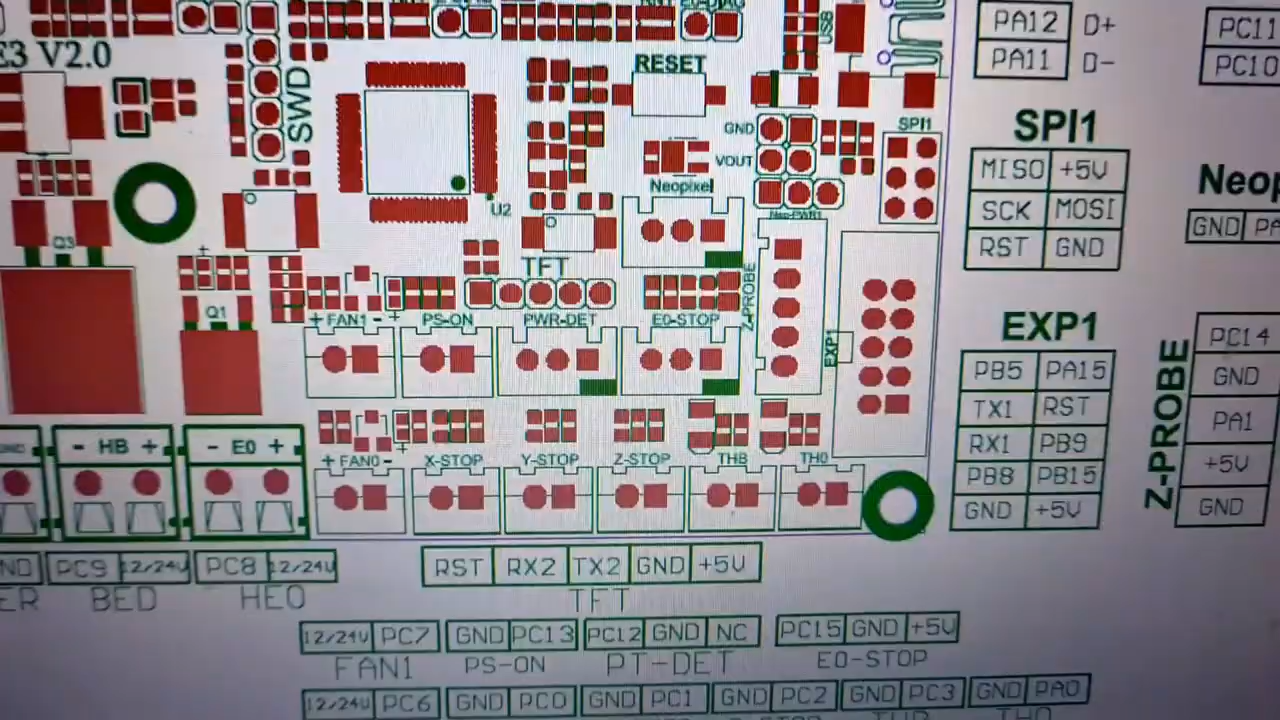 E3 V2.0
SWD
RESET
USB
PA12 D+
PA11 D-
PC11
PC10
GND
VOUT
SPI1
SPI1
MISO +5V
SCK MOSI
RST GND
Neopixel
U2
Q3
Q1
TFT
Z-PROBE
EXP1
+ FAN1 -
+
PS-ON
PWR-DET
E0-STOP
EXP1
PB5 PA15
TX1 RST
RX1 PB9
PB8 PB15
GND +5V
Z-PROBE
PC14
GND
PA1
+5V
GND
GND PA
- HB +
- E0 +
+ FAN0 -
X-STOP
Y-STOP
Z-STOP
THB
TH0
PC9 12/24V
PC8 12/24V
BED
HE0
RST RX2 TX2 GND +5V
TFT
12/24V PC7
FAN1
GND PC13
PS-ON
PC12 GND NC
PT-DET
PC15 GND +5V
E0-STOP
12/24V PC6
GND PC0
GND PC1
GND PC2
GND PC3
GND PA0